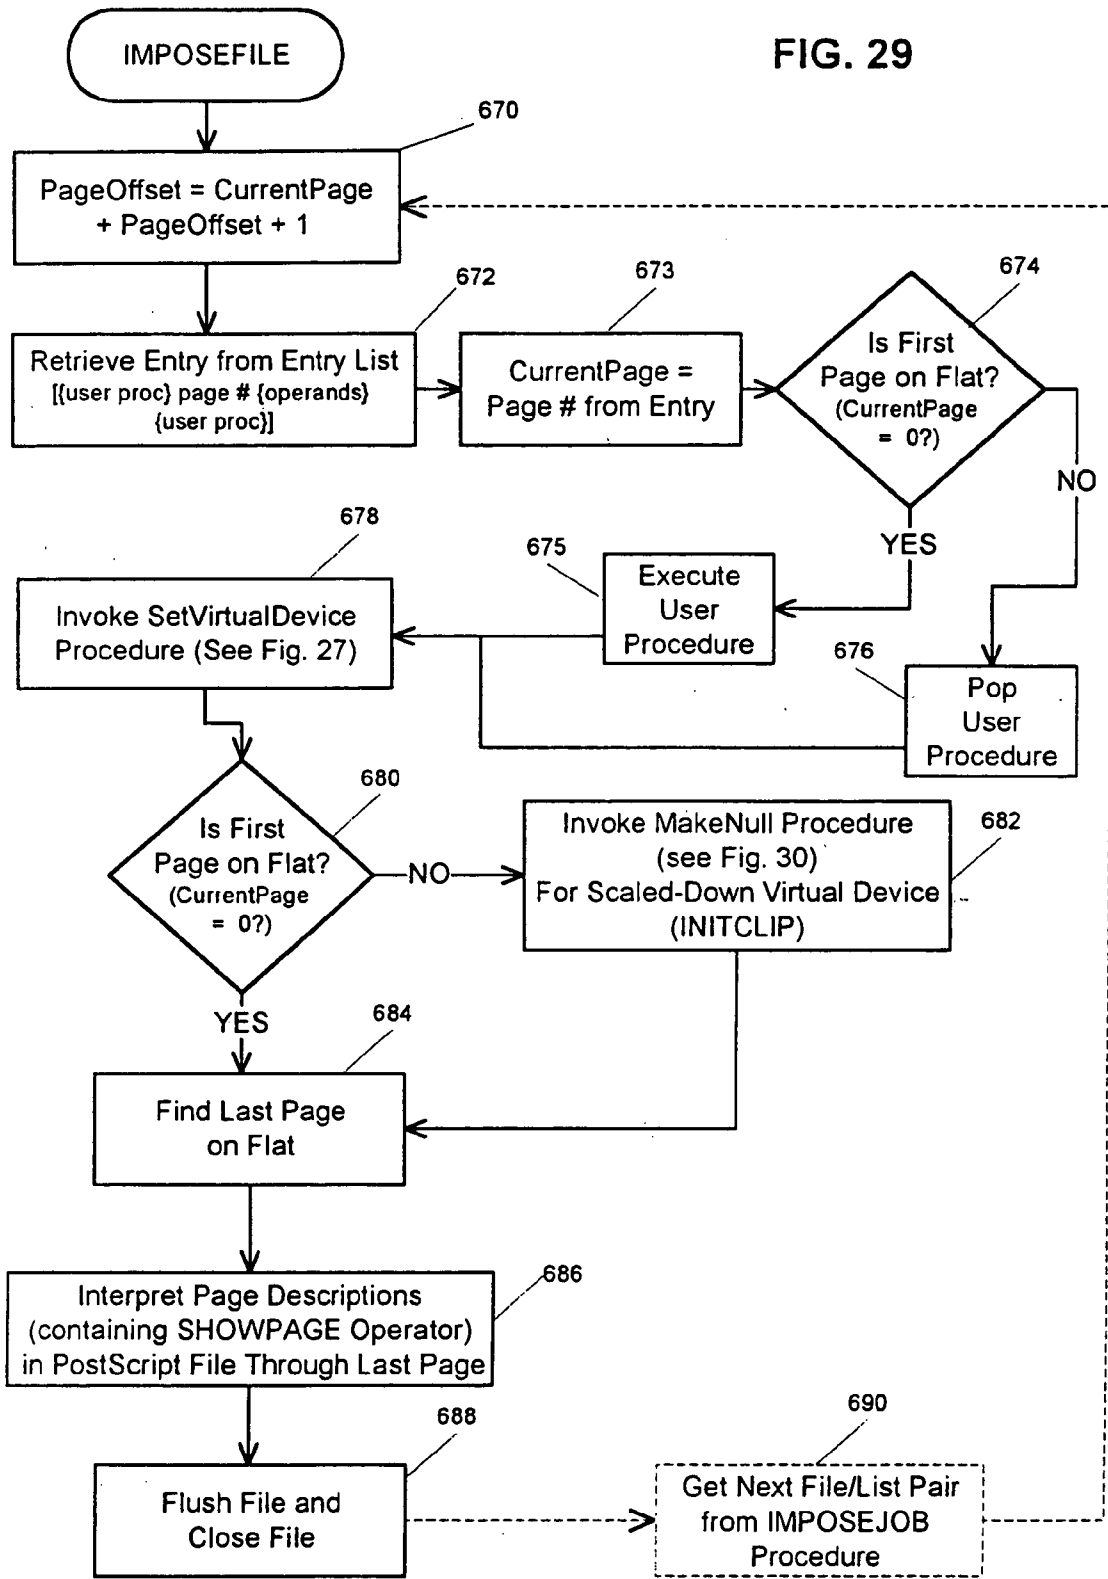 IMPOSEFILE
FIG. 29
670
PageOffset = CurrentPage
+ PageOffset + 1
672
Retrieve Entry from Entry List
[{user proc} page # {operands}
{user proc}]
673
CurrentPage =
Page # from Entry
674
Is First
Page on Flat?
(CurrentPage
= 0?)
NO
YES
675
Execute
User
Procedure
676
Pop
User
Procedure
678
Invoke SetVirtualDevice
Procedure (See Fig. 27)
680
Is First
Page on Flat?
(CurrentPage
= 0?)
NO
YES
682
Invoke MakeNull Procedure
(see Fig. 30)
For Scaled-Down Virtual Device
(INITCLIP)
684
Find Last Page
on Flat
686
Interpret Page Descriptions
(containing SHOWPAGE Operator)
in PostScript File Through Last Page
688
Flush File and
Close File
690
Get Next File/List Pair
from IMPOSEJOB
Procedure